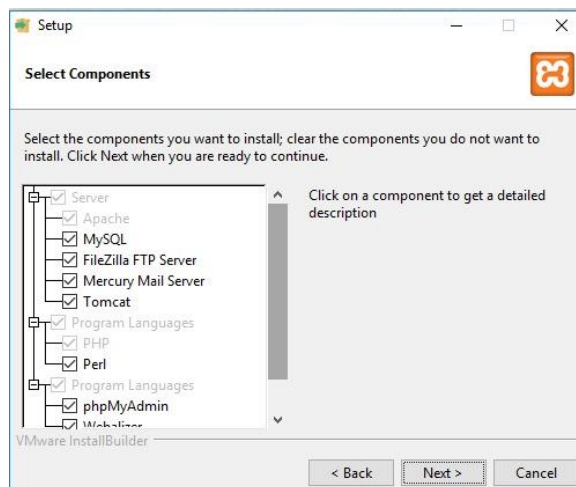 Setup
Select Components
Select the components you want to install; clear the components you do not want to
install. Click Next when you are ready to continue.
Server
Apache
MySQL
FileZilla FTP Server
Mercury Mail Server
Tomcat
Program Languages
PHP
Perl
Program Languages
phpMyAdmin
Webalizer
Click on a component to get a detailed
description
VMware InstallBuilder
< Back
Next >
Cancel